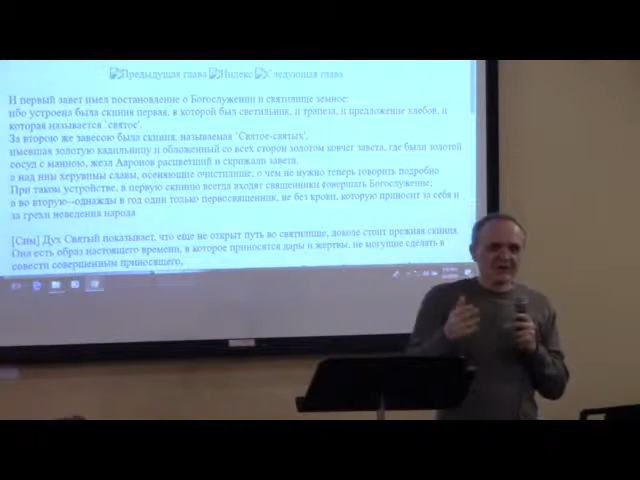 Предыдущая глава Индекс Следующая глава
И первый завет имел постановление о Богослужении и святилище земное:
ибо устроена была скиния первая, в которой был светильник, и трапеза, и предложение хлебов, и
которая называется `святое'.
За второю же завесою была скиния, называемая `Святое-святых',
имевшая золотую кадильницу и обложенный со всех сторон золотом ковчег завета, где были золотой
сосуд с манною, жезл Ааронов расцветший и скрижали завета,
а над ним херувимы славы, осеняющие очистилище; о чем не нужно теперь говорить подробно
При таком устройстве, в первую скинию всегда входят священники совершать Богослужение;
а во вторую--однажды в год один только первосвященник, не без крови, которую приносит за себя и
за грехи неведения народа
[Сим] Дух Святый показывает, что еще не открыт путь во святилище, доколе стоит прежняя скиния.
Она есть образ настоящего времени, в которое приносятся дары и жертвы, не могущие сделать в
совести совершенным приносящего,